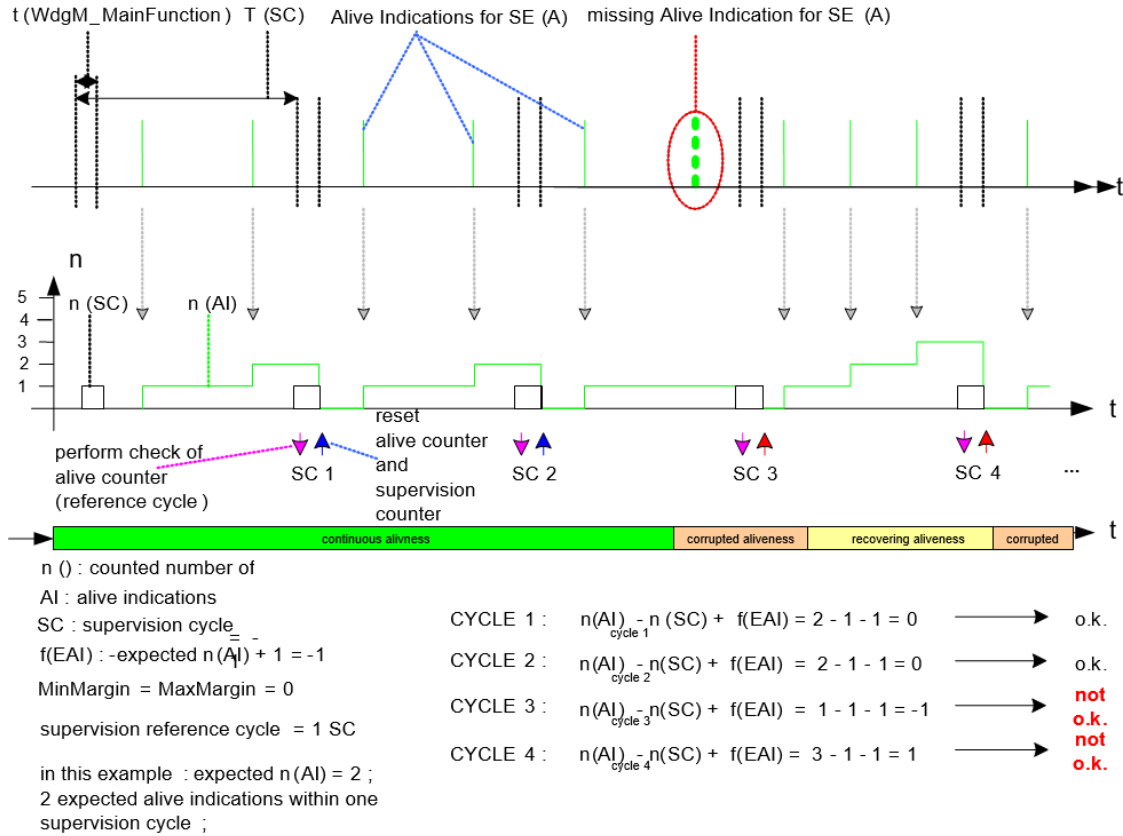 t (WdgM_MainFunction) T (SC) Alive Indications for SE (A) missing Alive Indication for SE (A)
t
n
5
4
3
2
1
n (SC)
n (AI)
t
perform check of
alive counter
(reference cycle)
reset
alive counter
and
supervision
counter
SC 1
SC 2
SC 3
SC 4
...
continuous alivness
corrupted aliveness
recovering aliveness
corrupted
t
n () : counted number of
AI : alive indications
SC : supervision cycle
= -
1
f(EAI) : -expected n(AI) + 1 = -1
MinMargin = MaxMargin = 0
supervision reference cycle = 1 SC
in this example : expected n(AI) = 2 ;
2 expected alive indications within one
supervision cycle ;
CYCLE 1 : n(AI)cycle 1 - n (SC) + f(EAI) = 2 - 1 - 1 = 0 o.k.
CYCLE 2 : n(AI)cycle 2 - n(SC) + f(EAI) = 2 - 1 - 1 = 0 o.k.
CYCLE 3 : n(AI)cycle 3 - n(SC) + f(EAI) = 1 - 1 - 1 = -1 not
o.k.
CYCLE 4 : n(AI)cycle 4 - n(SC) + f(EAI) = 3 - 1 - 1 = 1 not
o.k.